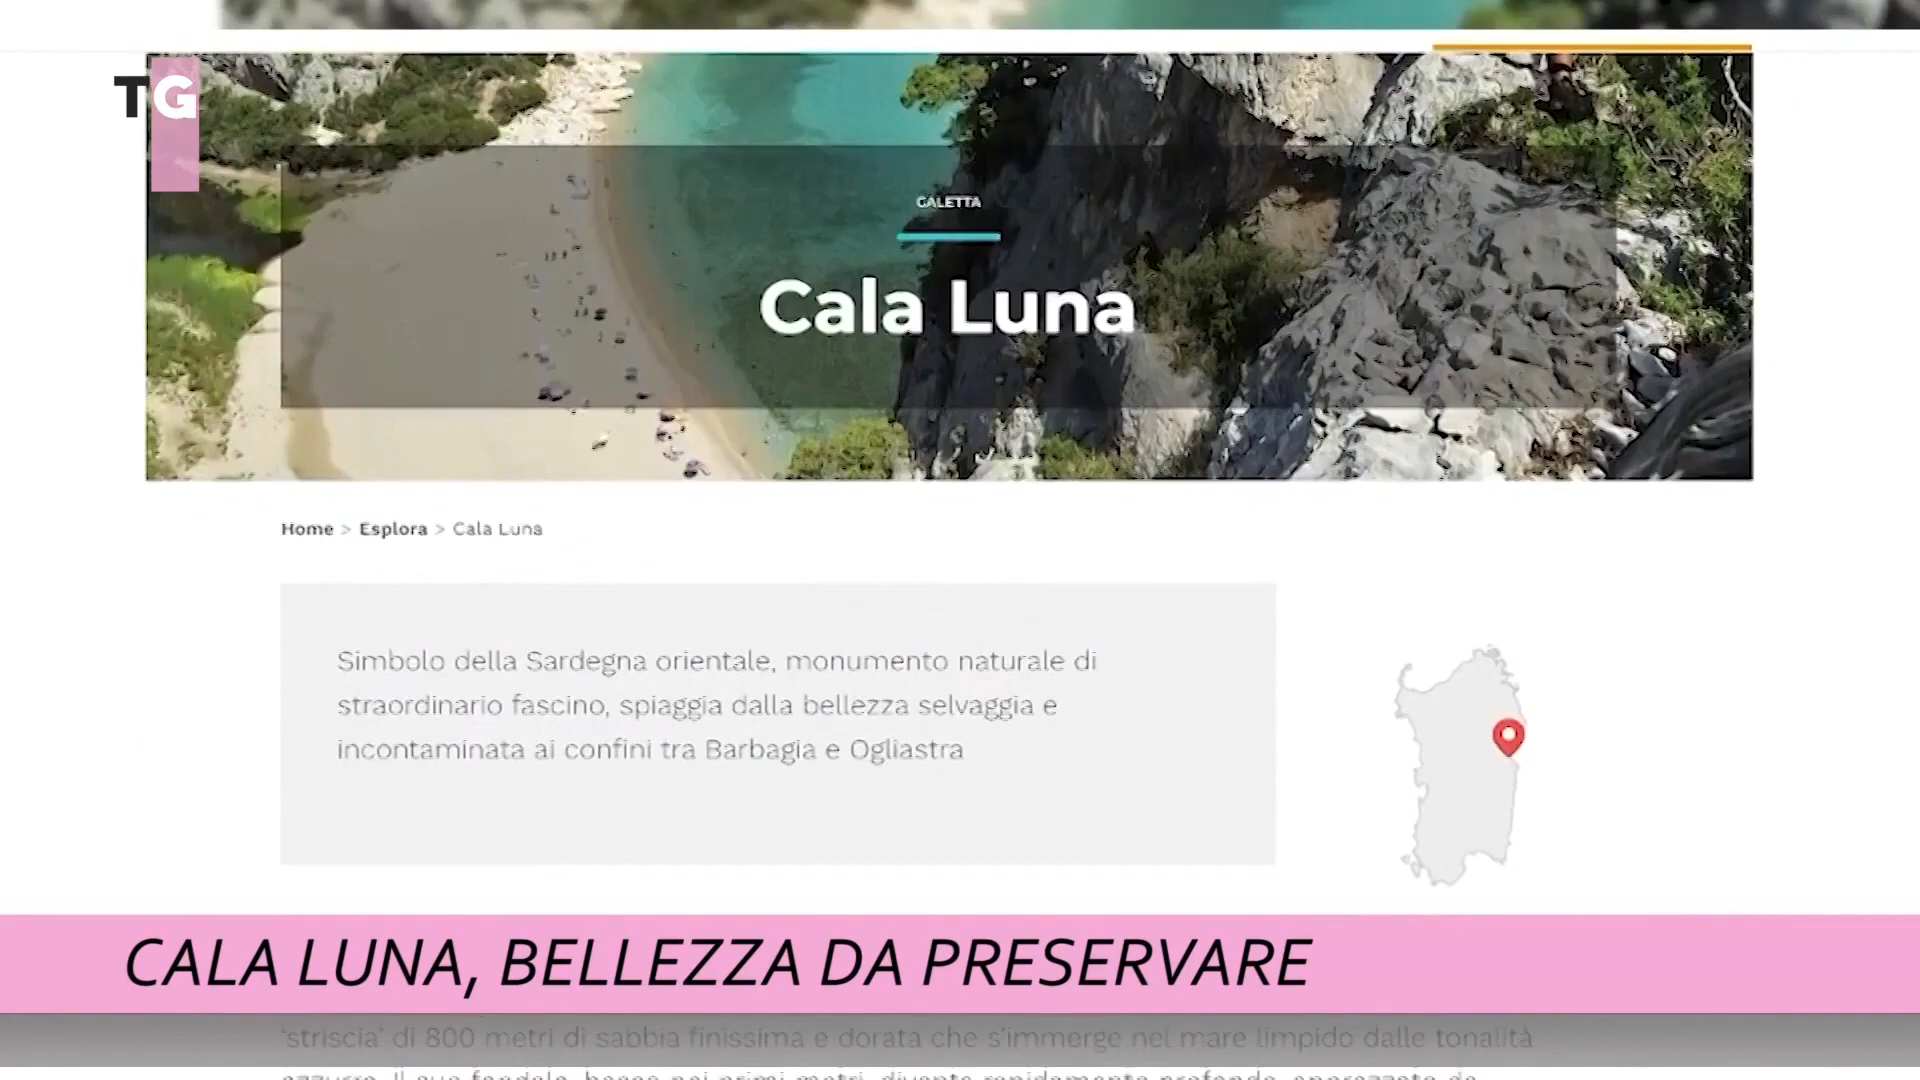 TG
CALETTA
Cala Luna
Home > Esplora > Cala Luna
Simbolo della Sardegna orientale, monumento naturale di
straordinario fascino, spiaggia dalla bellezza selvaggia e
incontaminata ai confini tra Barbagia e Ogliastra
CALA LUNA, BELLEZZA DA PRESERVARE
'striscia' di 800 metri di sabbia finissima e dorata che s'immerge nel mare limpido dalle tonalità